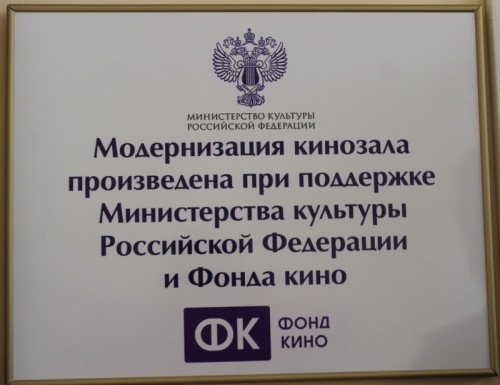 МИНИСТЕРСТВО КУЛЬТУРЫ
РОССИЙСКОЙ ФЕДЕРАЦИИ
Модернизация кинозала
произведена при поддержке
Министерства культуры
Российской Федерации
и Фонда кино
ФК ФОНД
КИНО